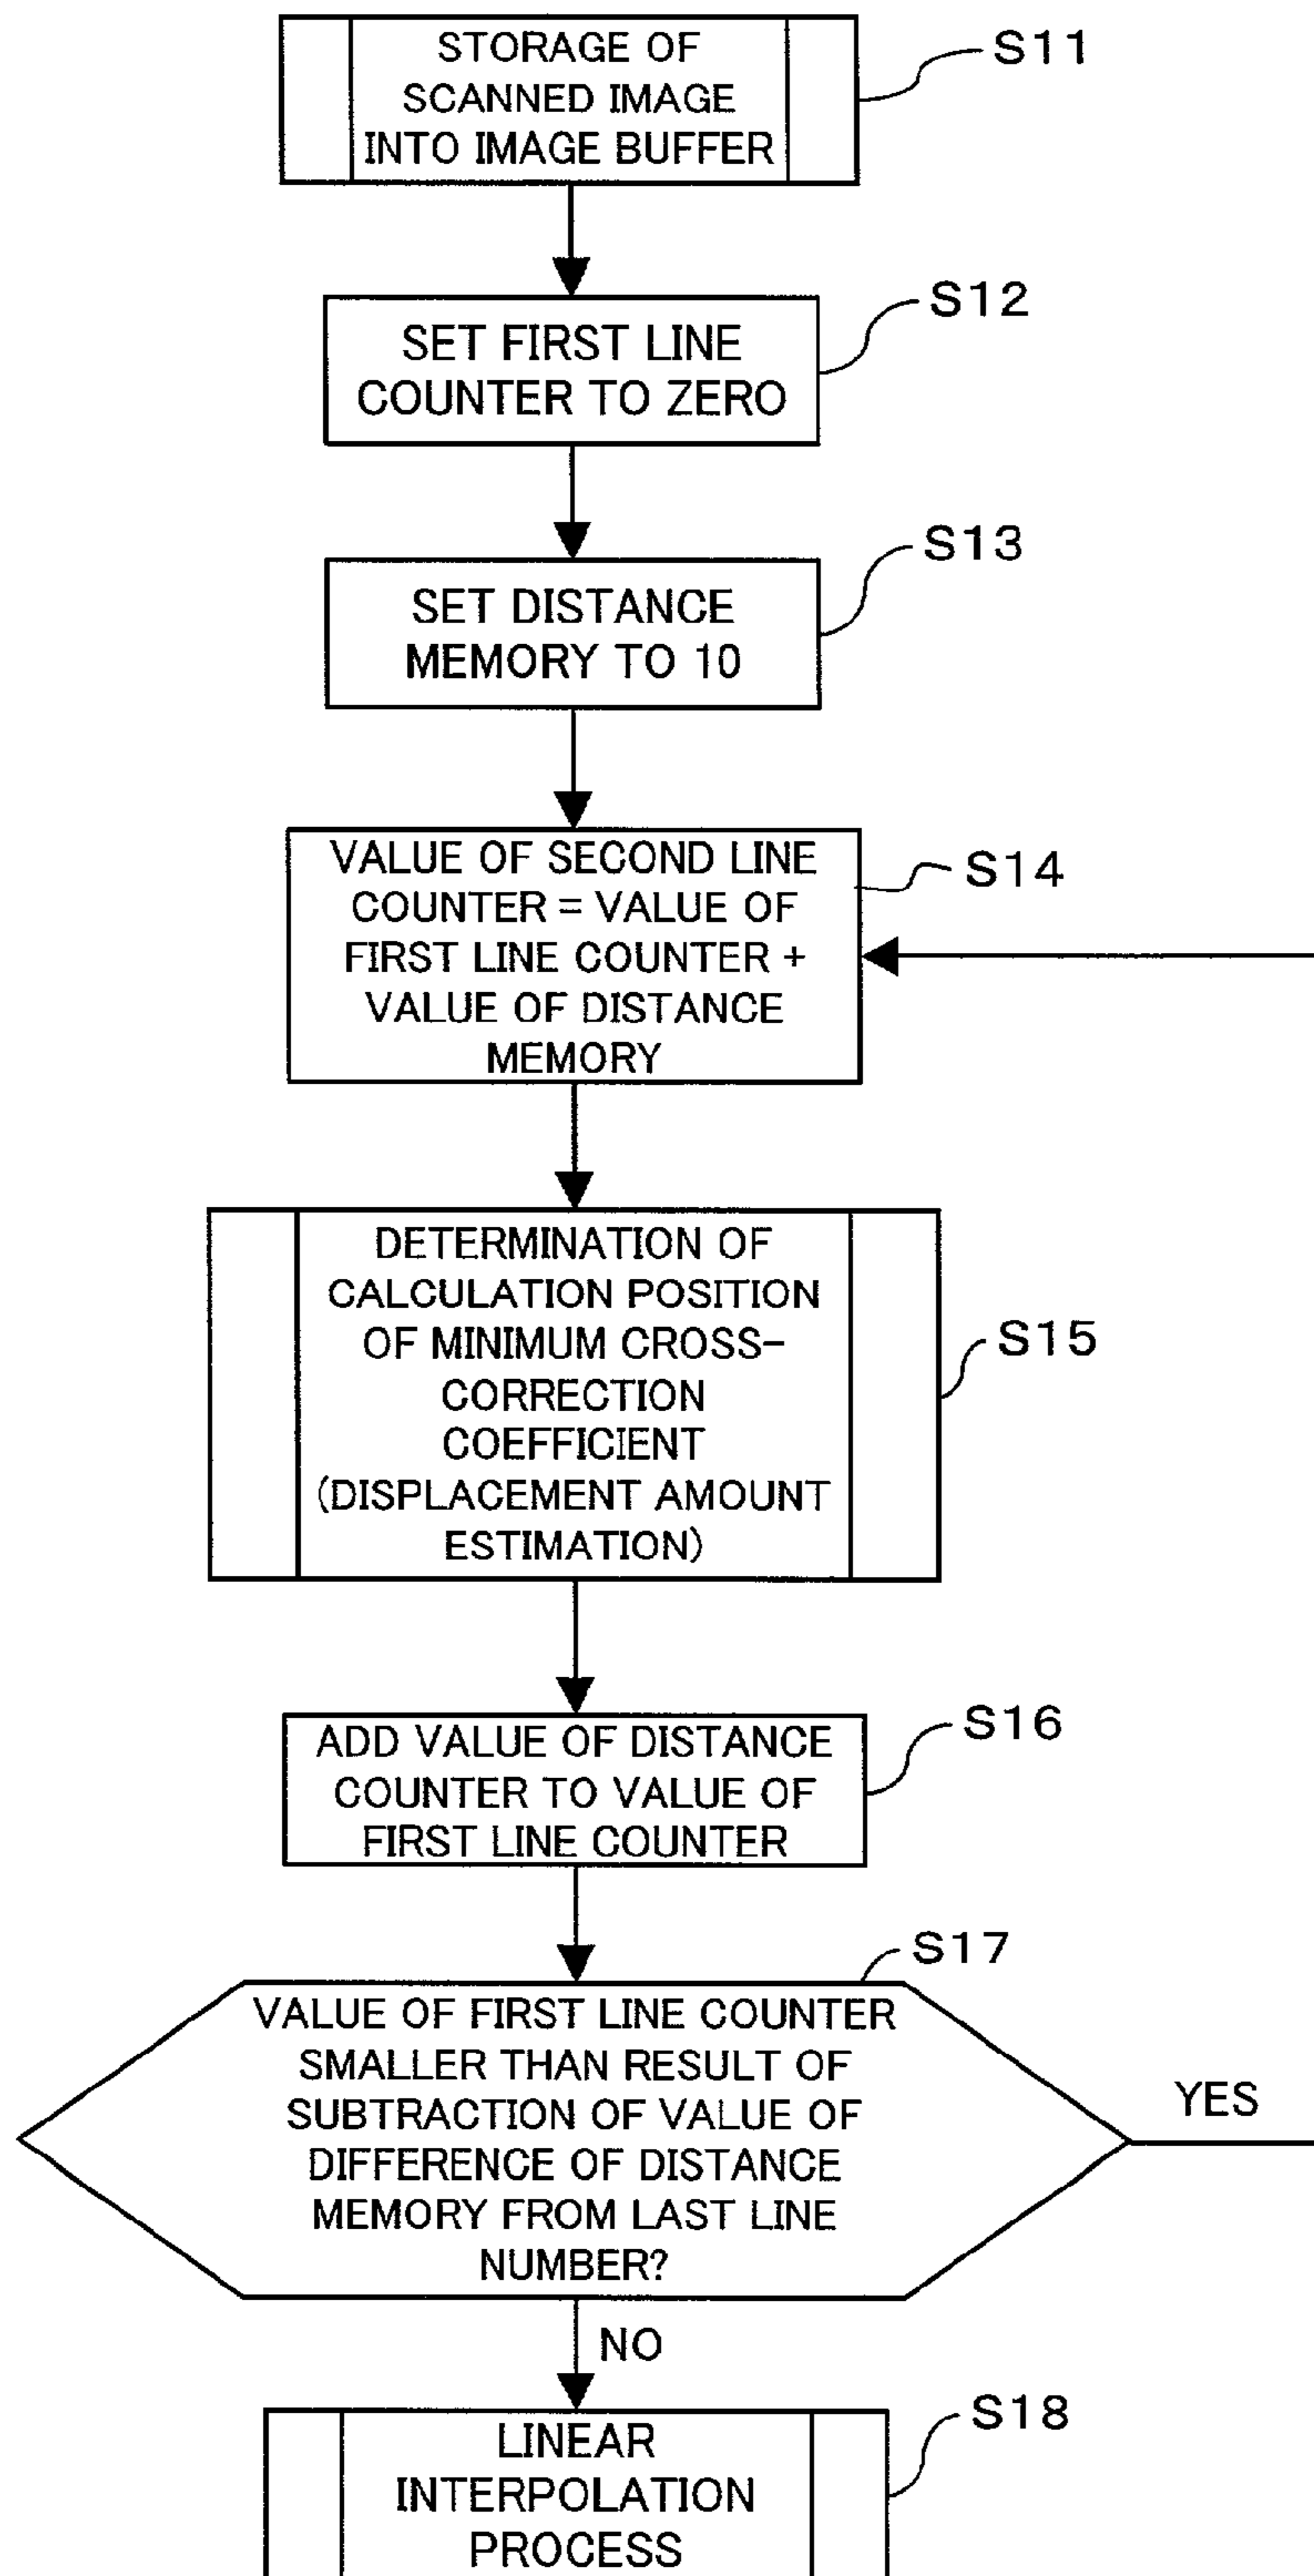 STORAGE OF
SCANNED IMAGE
INTO IMAGE BUFFER
S11
SET FIRST LINE
COUNTER TO ZERO
S12
SET DISTANCE
MEMORY TO 10
S13
VALUE OF SECOND LINE
COUNTER = VALUE OF
FIRST LINE COUNTER +
VALUE OF DISTANCE
MEMORY
S14
DETERMINATION OF
CALCULATION POSITION
OF MINIMUM CROSS-
CORRECTION
COEFFICIENT
(DISPLACEMENT AMOUNT
ESTIMATION)
S15
ADD VALUE OF DISTANCE
COUNTER TO VALUE OF
FIRST LINE COUNTER
S16
VALUE OF FIRST LINE COUNTER
SMALLER THAN RESULT OF
SUBTRACTION OF VALUE OF
DIFFERENCE OF DISTANCE
MEMORY FROM LAST LINE
NUMBER?
S17
YES
NO
LINEAR
INTERPOLATION
PROCESS
S18